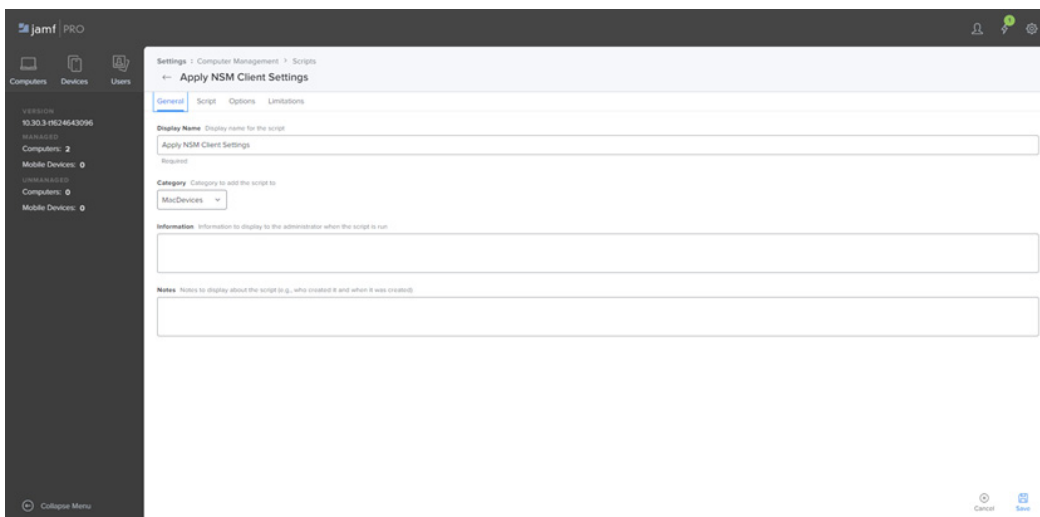 jamf PRO
1
Computers Devices Users
Settings : Computer Management > Scripts
← Apply NSM Client Settings
General Script Options Limitations
VERSION
10.30.3-t1624643096
MANAGED
Computers: 2
Mobile Devices: 0
UNMANAGED
Computers: 0
Mobile Devices: 0
Display Name Display name for the script
Apply NSM Client Settings
Required
Category Category to add the script to
MacDevices
Information Information to display to the administrator when the script is run
Notes Notes to display about the script (e.g., who created it and when it was created)
Collapse Menu
Cancel Save